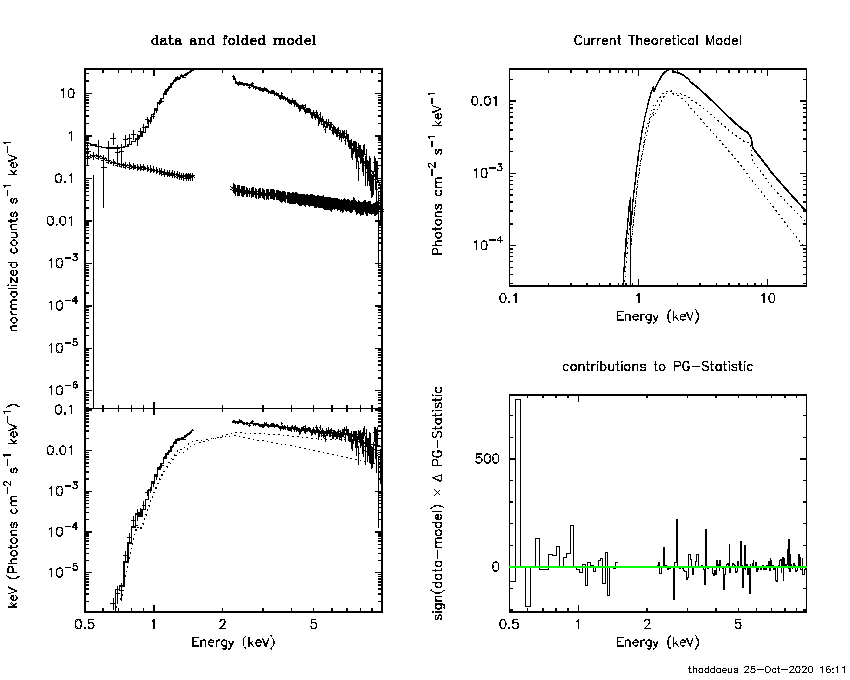 data and folded model
normalized counts s⁻¹ keV⁻¹
10
1
0.1
0.01
10⁻³
10⁻⁴
10⁻⁵
10⁻⁶
keV (Photons cm⁻² s⁻¹ keV⁻¹)
0.1
0.01
10⁻³
10⁻⁴
10⁻⁵
0.5 1 2 5
Energy (keV)
Current Theoretical Model
Photons cm⁻² s⁻¹ keV⁻¹
0.01
10⁻³
10⁻⁴
0.1 1 10
Energy (keV)
contributions to PG-Statistic
sign(data-model) × Δ PG-Statistic
500
0
0.5 1 2 5
Energy (keV)
thaddaeus 25-Oct-2020 16:11